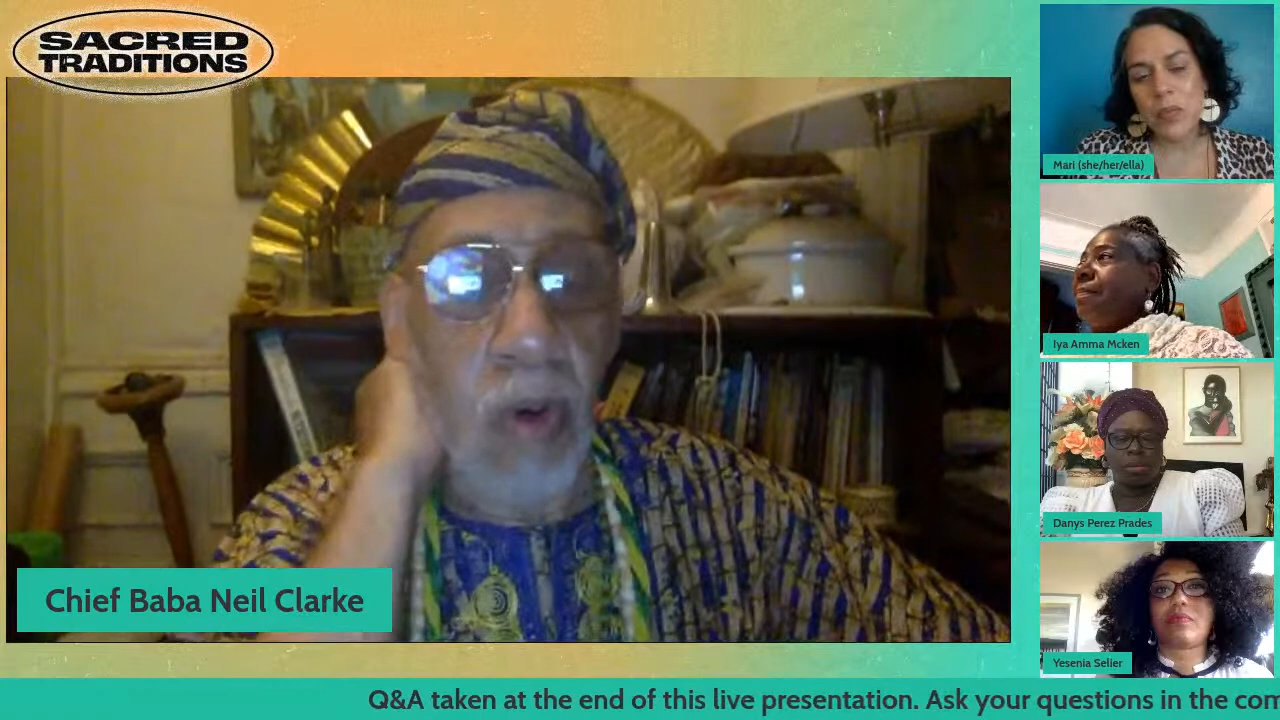 SACRED
TRADITIONS
Mari (she/her/ella)
Iya Amma Mcken
Danys Perez Prades
Chief Baba Neil Clarke
Yesenia Selier
Q&A taken at the end of this live presentation. Ask your questions in the con